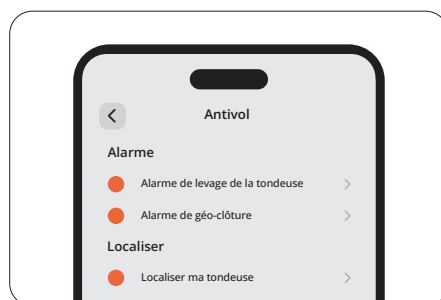 Antivol
Alarme
Alarme de levage de la tondeuse
Alarme de géo-clôture
Localiser
Localiser ma tondeuse